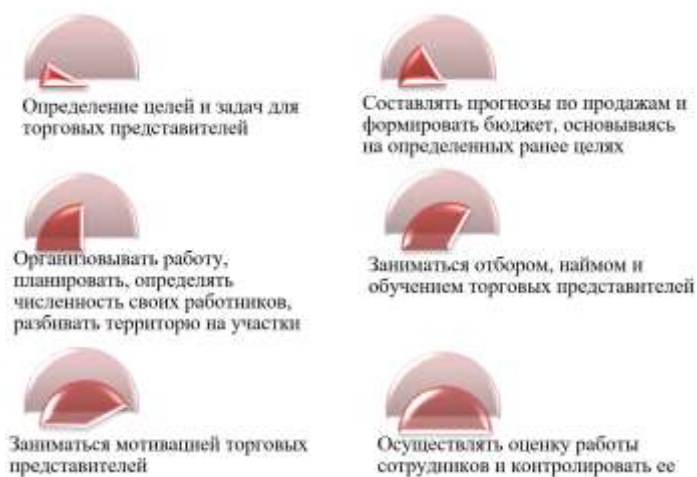 Определение целей и задач для
торговых представителей
Составлять прогнозы по продажам и
формировать бюджет, основываясь
на определенных ранее целях
Организовывать работу,
планировать, определять
численность своих работников,
разбивать территорю на участки
Заниматься отбором, наймом и
обучением торговых представителей
Заниматься мотивацией торговых
представителей
Осуществлять оценку работы
сотрудников и контролировать ее